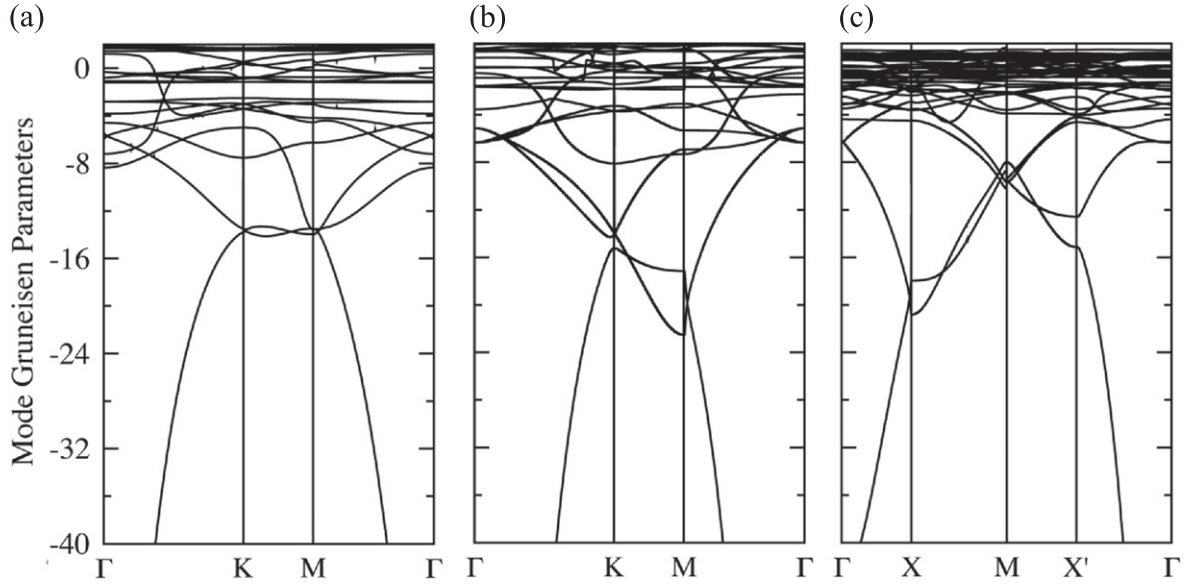 (a) (b) (c)
Mode Gruneisen Parameters
0
-8
-16
-24
-32
-40
Γ K M Γ Γ K M Γ Γ X M X' Γ